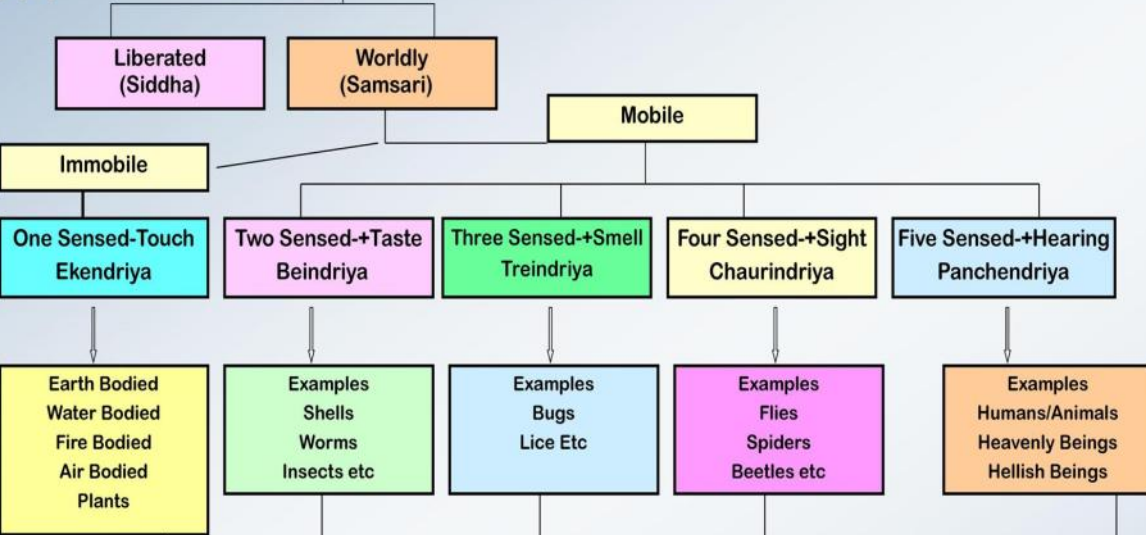 Liberated
(Siddha)
Worldly
(Samsari)
Mobile
Immobile
One Sensed-Touch
Ekendriya
Two Sensed-+Taste
Beindriya
Three Sensed-+Smell
Treindriya
Four Sensed-+Sight
Chaurindriya
Five Sensed-+Hearing
Panchendriya
Earth Bodied
Water Bodied
Fire Bodied
Air Bodied
Plants
Examples
Shells
Worms
Insects etc
Examples
Bugs
Lice Etc
Examples
Flies
Spiders
Beetles etc
Examples
Humans/Animals
Heavenly Beings
Hellish Beings